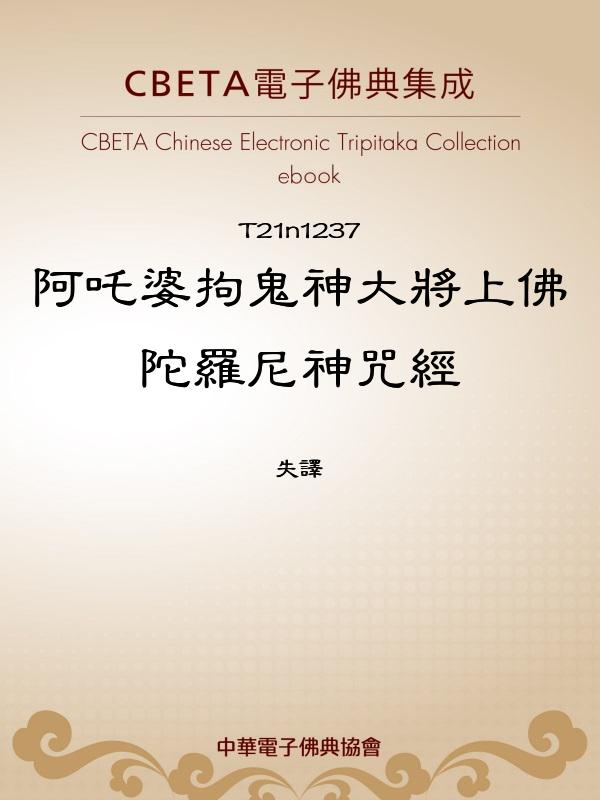 CBETA電子佛典集成
CBETA Chinese Electronic Tripitaka Collection
ebook
T21n1237
阿吒婆拘鬼神大將上佛
陀羅尼神咒經
失譯
中華電子佛典協會